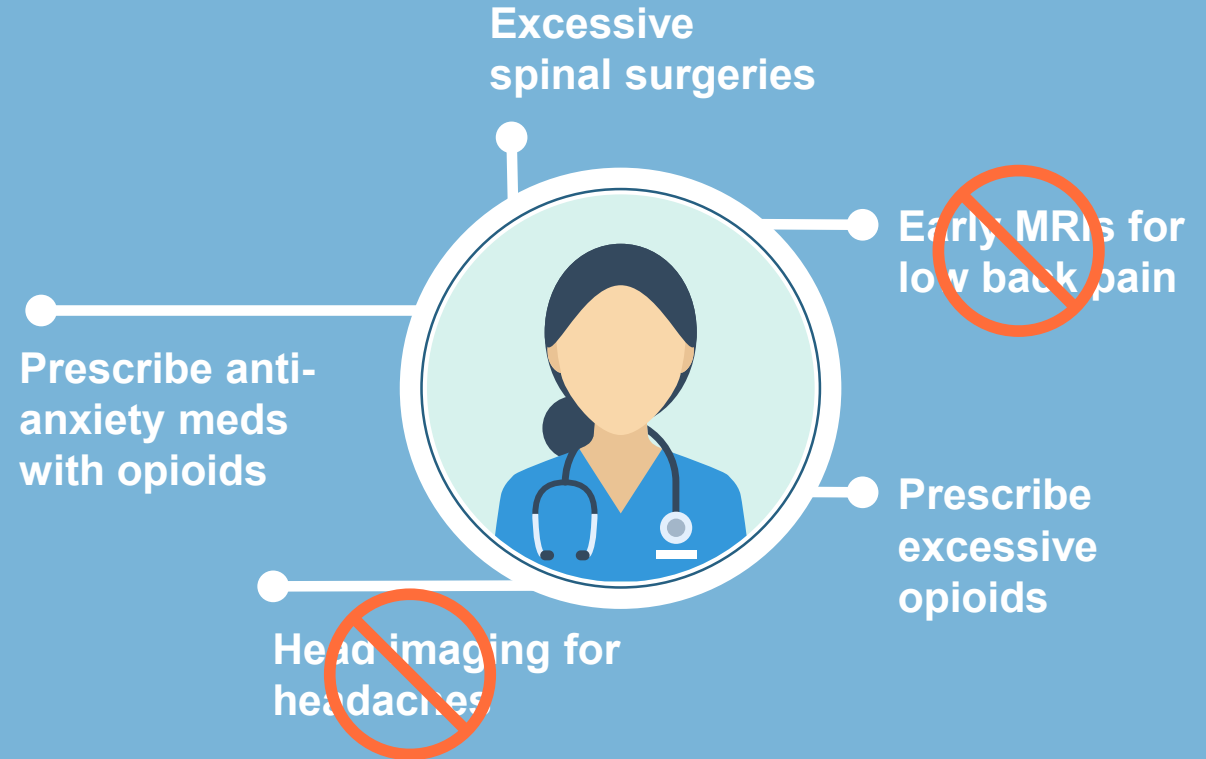 Excessive
spinal surgeries
Early MRIs for
low back pain
Prescribe anti-
anxiety meds
with opioids
Prescribe
excessive
opioids
Head imaging for
headaches